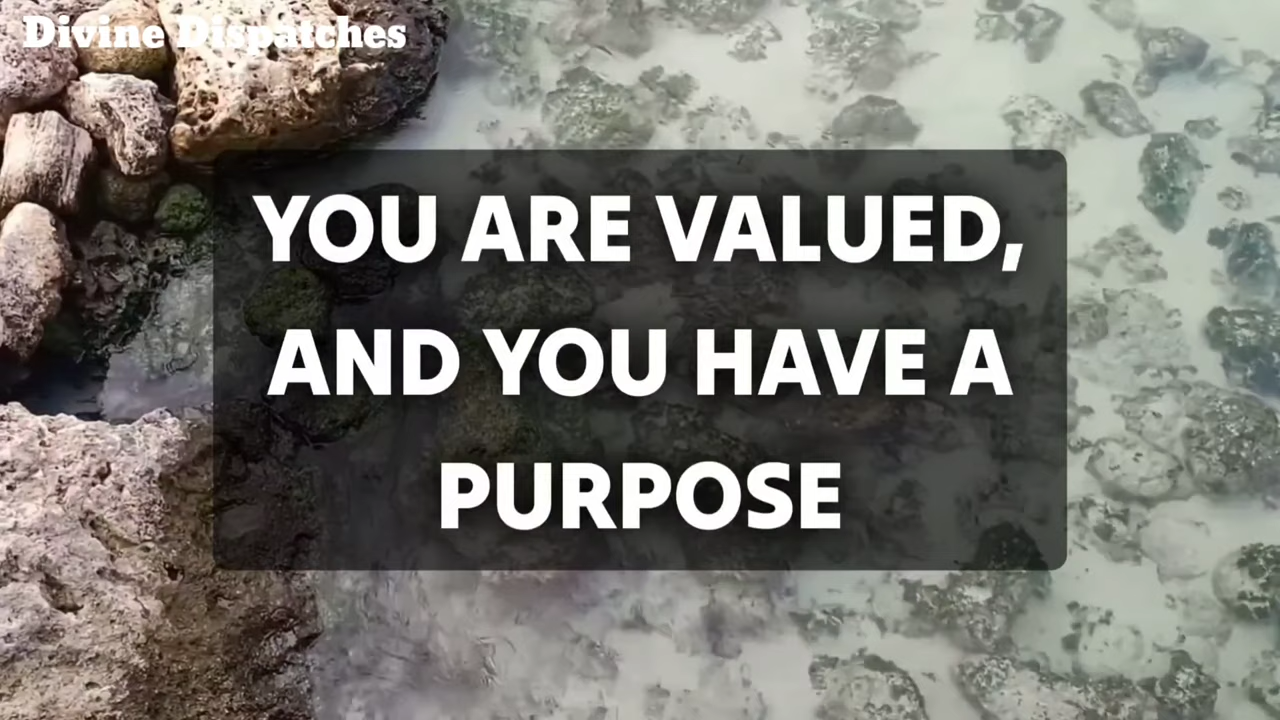 Divine Dispatches
YOU ARE VALUED,
AND YOU HAVE A
PURPOSE